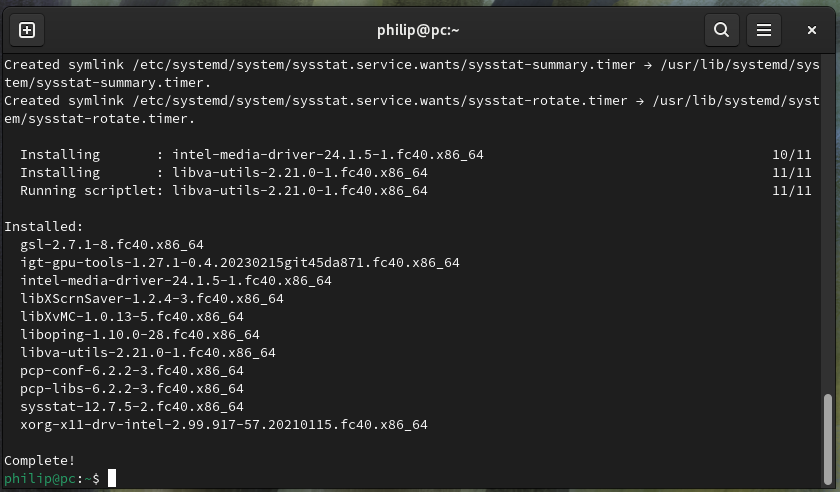 philip@pc:~
Created symlink /etc/systemd/system/sysstat.service.wants/sysstat-summary.timer → /usr/lib/systemd/sys
tem/sysstat-summary.timer.
Created symlink /etc/systemd/system/sysstat.service.wants/sysstat-rotate.timer → /usr/lib/systemd/syst
em/sysstat-rotate.timer.
Installing : intel-media-driver-24.1.5-1.fc40.x86_64 10/11
Installing : libva-utils-2.21.0-1.fc40.x86_64 11/11
Running scriptlet: libva-utils-2.21.0-1.fc40.x86_64 11/11
Installed:
gsl-2.7.1-8.fc40.x86_64
igt-gpu-tools-1.27.1-0.4.20230215git45da871.fc40.x86_64
intel-media-driver-24.1.5-1.fc40.x86_64
libXScrnSaver-1.2.4-3.fc40.x86_64
libXvMC-1.0.13-5.fc40.x86_64
liboping-1.10.0-28.fc40.x86_64
libva-utils-2.21.0-1.fc40.x86_64
pcp-conf-6.2.2-3.fc40.x86_64
pcp-libs-6.2.2-3.fc40.x86_64
sysstat-12.7.5-2.fc40.x86_64
xorg-x11-drv-intel-2.99.917-57.20210115.fc40.x86_64
Complete!
philip@pc:~$